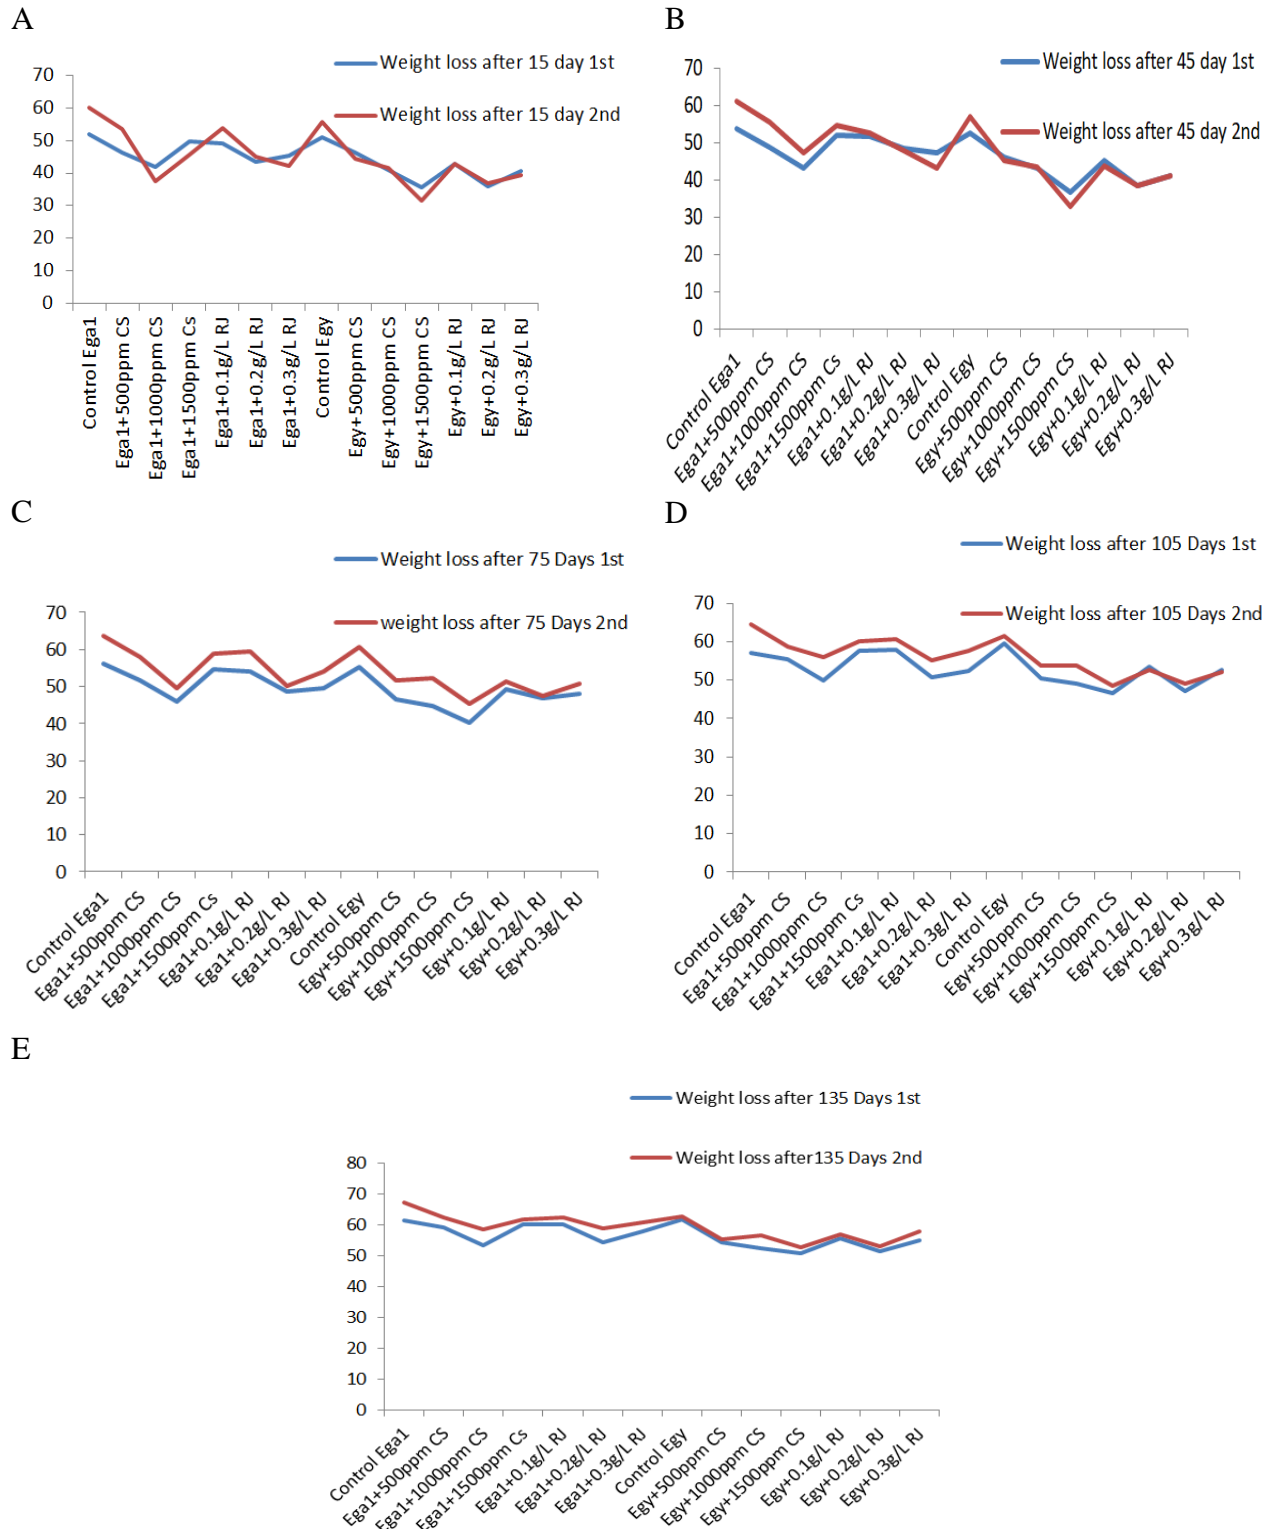 A
Weight loss after 15 day 1st
Weight loss after 15 day 2nd
70
60
50
40
30
20
10
0
Control Ega1
Ega1+500ppm CS
Ega1+1000ppm CS
Ega1+1500ppm Cs
Ega1+0.1g/L RJ
Ega1+0.2g/L RJ
Ega1+0.3g/L RJ
Control Egy
Egy+500ppm CS
Egy+1000ppm CS
Egy+1500ppm CS
Egy+0.1g/L RJ
Egy+0.2g/L RJ
Egy+0.3g/L RJ
B
Weight loss after 45 day 1st
Weight loss after 45 day 2nd
70
60
50
40
30
20
10
0
Control Ega1
Ega1+500ppm CS
Ega1+1000ppm CS
Ega1+1500ppm Cs
Ega1+0.1g/L RJ
Ega1+0.2g/L RJ
Ega1+0.3g/L RJ
Control Egy
Egy+500ppm CS
Egy+1000ppm CS
Egy+1500ppm CS
Egy+0.1g/L RJ
Egy+0.2g/L RJ
Egy+0.3g/L RJ
C
Weight loss after 75 Days 1st
weight loss after 75 Days 2nd
70
60
50
40
30
20
10
0
Control Ega1
Ega1+500ppm CS
Ega1+1000ppm CS
Ega1+1500ppm Cs
Ega1+0.1g/L RJ
Ega1+0.2g/L RJ
Ega1+0.3g/L RJ
Control Egy
Egy+500ppm CS
Egy+1000ppm CS
Egy+1500ppm CS
Egy+0.1g/L RJ
Egy+0.2g/L RJ
Egy+0.3g/L RJ
D
Weight loss after 105 Days 1st
Weight loss after 105 Days 2nd
70
60
50
40
30
20
10
0
Control Ega1
Ega1+500ppm CS
Ega1+1000ppm CS
Ega1+1500ppm Cs
Ega1+0.1g/L RJ
Ega1+0.2g/L RJ
Ega1+0.3g/L RJ
Control Egy
Egy+500ppm CS
Egy+1000ppm CS
Egy+1500ppm CS
Egy+0.1g/L RJ
Egy+0.2g/L RJ
Egy+0.3g/L RJ
E
Weight loss after 135 Days 1st
Weight loss after135 Days 2nd
80
70
60
50
40
30
20
10
0
Control Ega1
Ega1+500ppm CS
Ega1+1000ppm CS
Ega1+1500ppm Cs
Ega1+0.1g/L RJ
Ega1+0.2g/L RJ
Ega1+0.3g/L RJ
Control Egy
Egy+500ppm CS
Egy+1000ppm CS
Egy+1500ppm CS
Egy+0.1g/L RJ
Egy+0.2g/L RJ
Egy+0.3g/L RJ